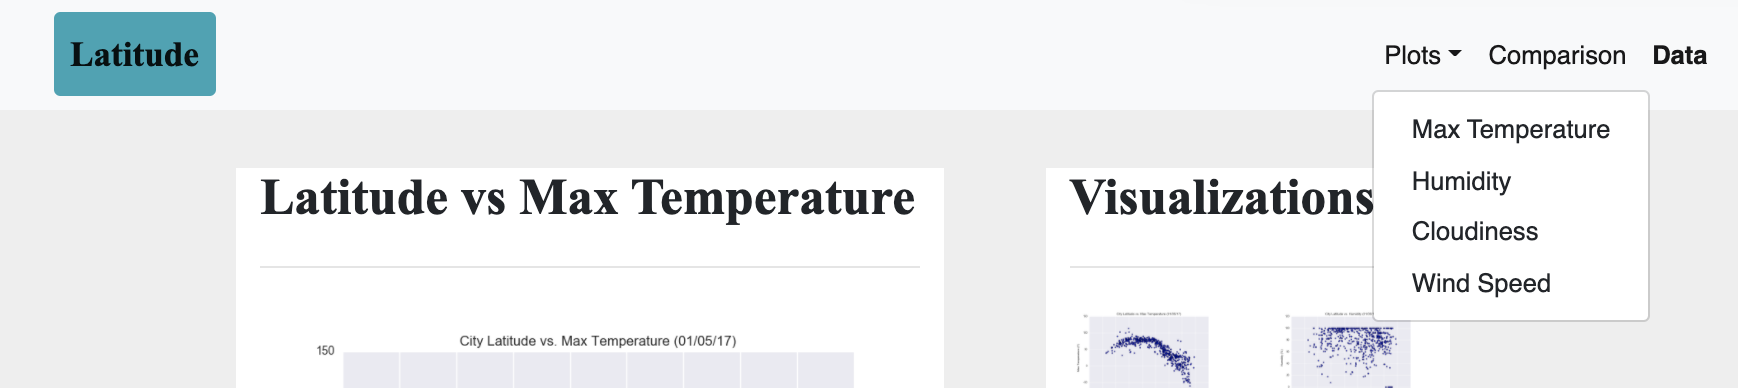 Latitude
Plots Comparison Data
Max Temperature
Humidity
Cloudiness
Wind Speed
Latitude vs Max Temperature
Visualizations
City Latitude vs. Max Temperature (01/05/17)
150